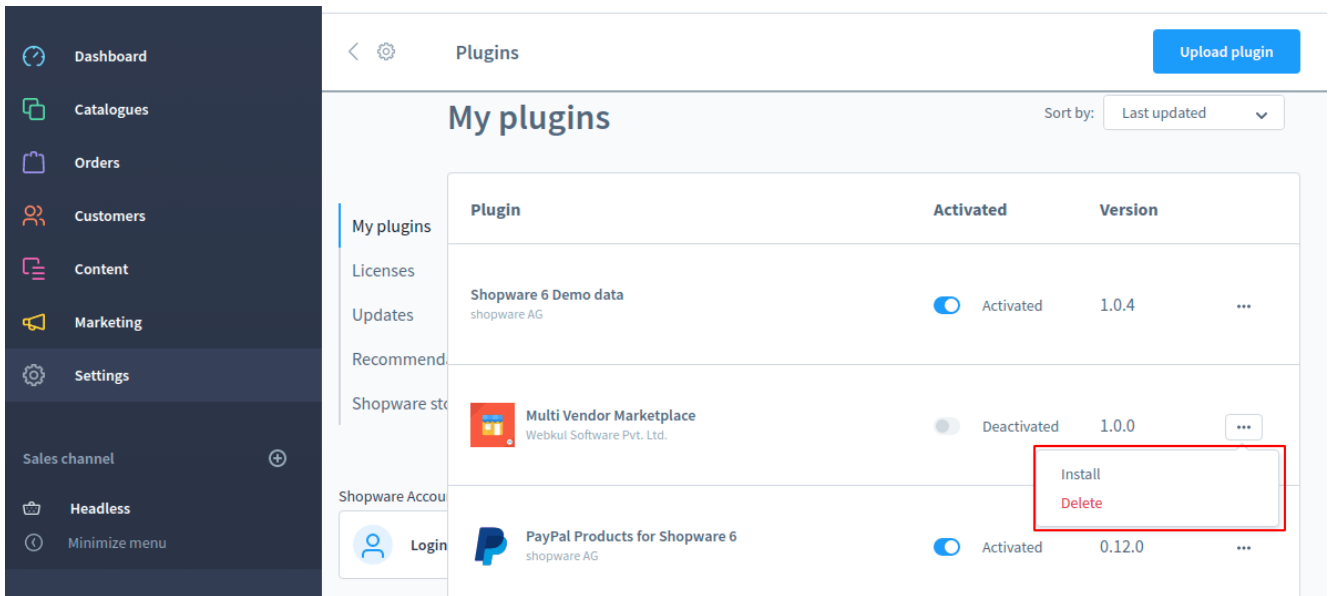 Dashboard
Catalogues
Orders
Customers
Content
Marketing
Settings
Sales channel
Headless
Minimize menu
Plugins
Upload plugin
My plugins
Sort by: Last updated
My plugins
Licenses
Updates
Recommend
Shopware sto
Shopware Accou
Login
Plugin Activated Version
Shopware 6 Demo data
shopware AG
Activated 1.0.4
Multi Vendor Marketplace
Webkul Software Pvt. Ltd.
Deactivated 1.0.0
Install
Delete
PayPal Products for Shopware 6
shopware AG
Activated 0.12.0